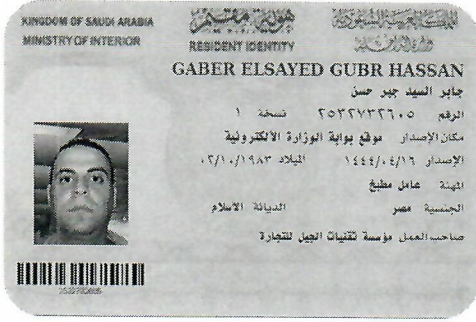 KINGDOM OF SAUDI ARABIA
MINISTRY OF INTERIOR
هوية مقيم
RESIDENT IDENTITY
المملكة العربية السعودية
وزارة الداخلية
GABER ELSAYED GUBR HASSAN
جابر السيد جبر حسن
الرقم ٢٥٣٢٧٣٢٦٠٥ نسخة ١
مكان الإصدار موقع بوابة الوزارة الالكترونية
الإصدار ١٤٤٤/٠٤/١٦ الميلاد ٠٢/١٠/١٩٨٣
المهنة عامل مطبخ
الجنسية مصر الديانة الاسلام
صاحب العمل مؤسسة تقنيات الجيل للتجارة